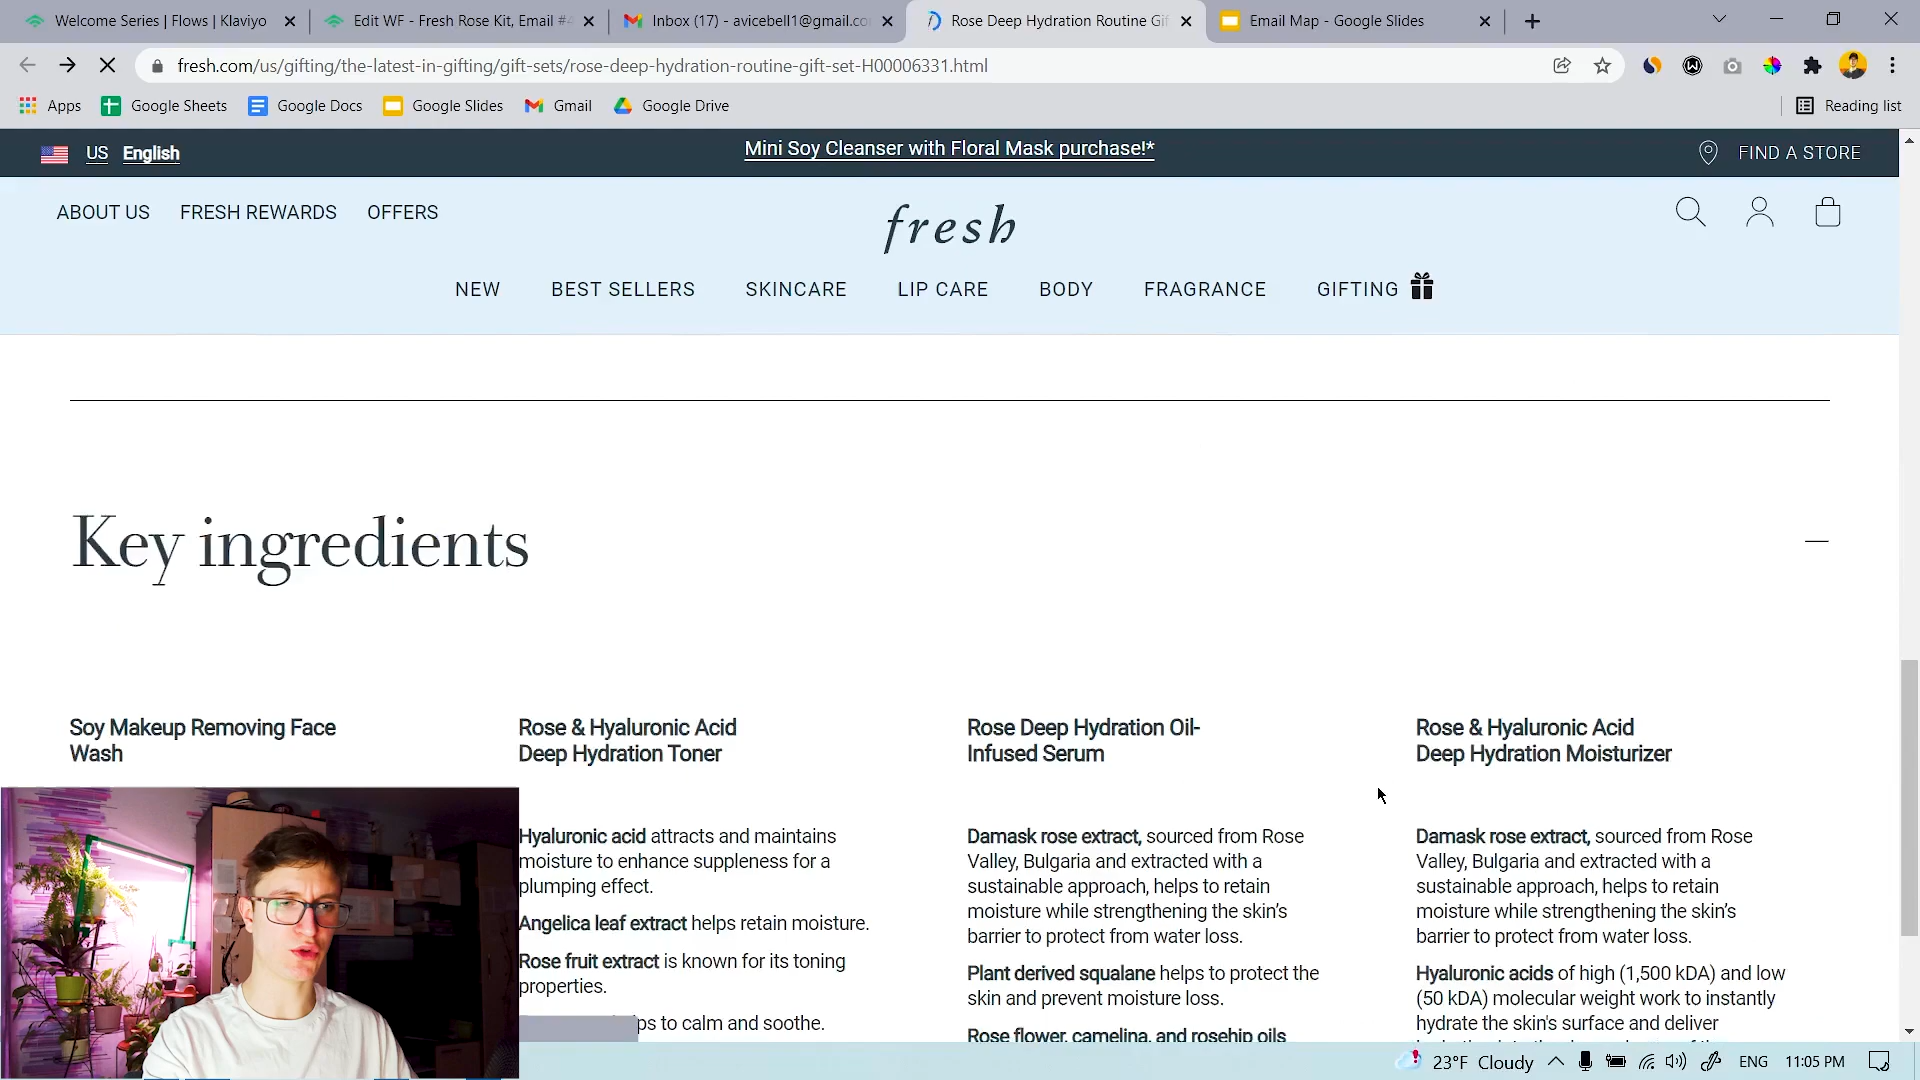 Welcome Series | Flows | Klaviyo
Edit WF - Fresh Rose Kit, Email #
Inbox (17) - avicebell1@gmail.co
Rose Deep Hydration Routine Gif
Email Map - Google Slides
fresh.com/us/gifting/the-latest-in-gifting/gift-sets/rose-deep-hydration-routine-gift-set-H00006331.html
Apps
Google Sheets
Google Docs
Google Slides
Gmail
Google Drive
Reading list
US
English
Mini Soy Cleanser with Floral Mask purchase!*
FIND A STORE
ABOUT US
FRESH REWARDS
OFFERS
fresh
NEW
BEST SELLERS
SKINCARE
LIP CARE
BODY
FRAGRANCE
GIFTING
Key ingredients
Soy Makeup Removing Face
Wash
Rose & Hyaluronic Acid
Deep Hydration Toner
Hyaluronic acid attracts and maintains
moisture to enhance suppleness for a
plumping effect.
Angelica leaf extract helps retain moisture.
Rose fruit extract is known for its toning
properties.
to calm and soothe.
Rose Deep Hydration Oil-
Infused Serum
Damask rose extract, sourced from Rose
Valley, Bulgaria and extracted with a
sustainable approach, helps to retain
moisture while strengthening the skin's
barrier to protect from water loss.
Plant derived squalane helps to protect the
skin and prevent moisture loss.
Rose flower, camelina, and rosehip oils
Rose & Hyaluronic Acid
Deep Hydration Moisturizer
Damask rose extract, sourced from Rose
Valley, Bulgaria and extracted with a
sustainable approach, helps to retain
moisture while strengthening the skin's
barrier to protect from water loss.
Hyaluronic acids of high (1,500 kDA) and low
(50 kDA) molecular weight work to instantly
hydrate the skin's surface and deliver
23°F Cloudy
ENG
11:05 PM